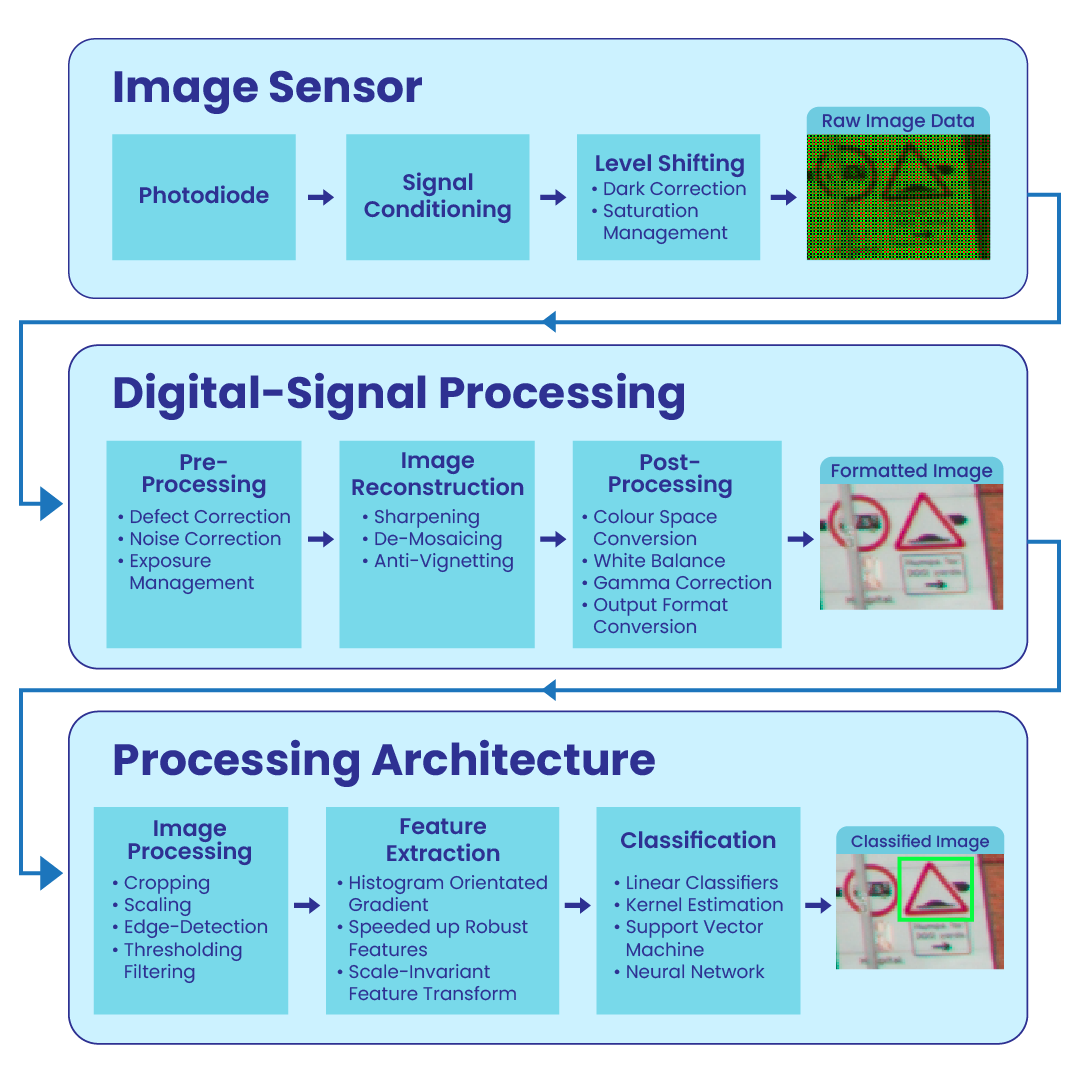 Image Sensor
Raw Image Data
Photodiode
Signal
Conditioning
Level Shifting
• Dark Correction
• Saturation
Management
Digital-Signal Processing
Pre-
Processing
• Defect Correction
• Noise Correction
• Exposure
Management
Image
Reconstruction
• Sharpening
• De-Mosaicing
• Anti-Vignetting
Post-
Processing
• Colour Space
Conversion
• White Balance
• Gamma Correction
• Output Format
Conversion
Formatted Image
Processing Architecture
Image
Processing
• Cropping
• Scaling
• Edge-Detection
• Thresholding
Filtering
Feature
Extraction
• Histogram Orientated
Gradient
• Speeded up Robust
Features
• Scale-Invariant
Feature Transform
Classification
• Linear Classifiers
• Kernel Estimation
• Support Vector
Machine
• Neural Network
Classified Image